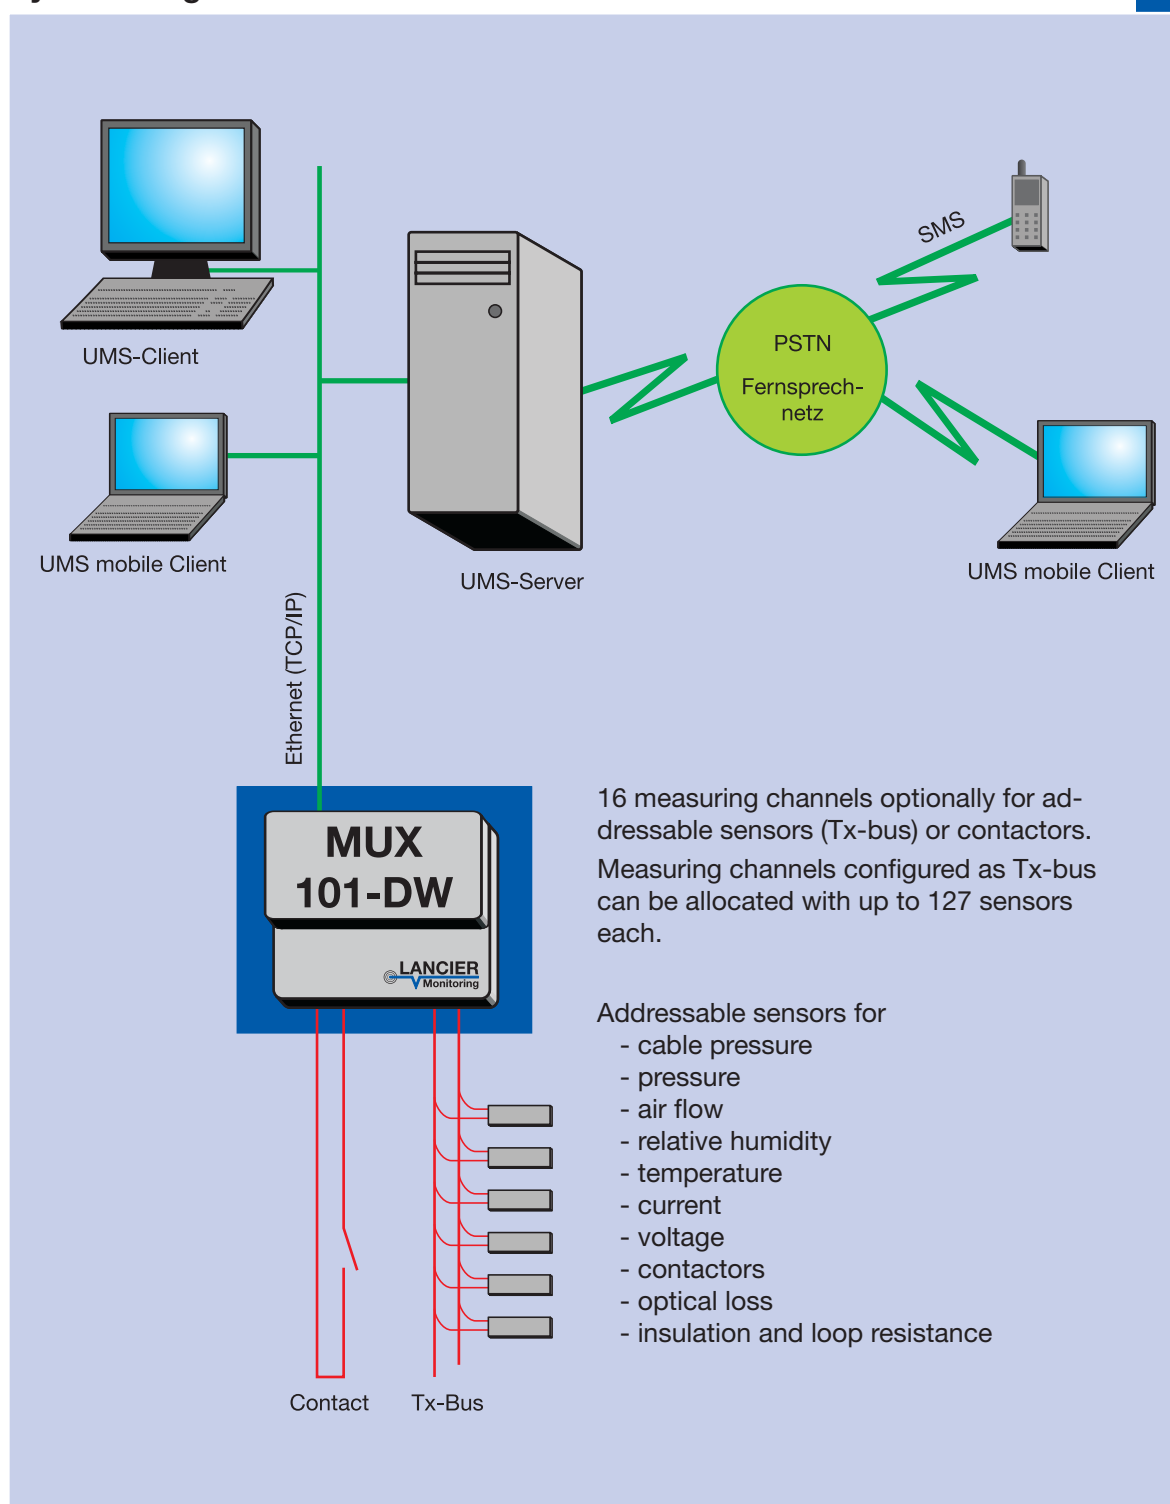 UMS-Client
SMS
PSTN
Fernsprech-
netz
UMS mobile Client
UMS-Server
UMS mobile Client
Ethernet (TCP/IP)
MUX
101-DW
LANCIER
Monitoring
16 measuring channels optionally for ad-
dressable sensors (Tx-bus) or contactors.
Measuring channels configured as Tx-bus
can be allocated with up to 127 sensors
each.
Addressable sensors for
- cable pressure
- pressure
- air flow
- relative humidity
- temperature
- current
- voltage
- contactors
- optical loss
- insulation and loop resistance
Contact
Tx-Bus